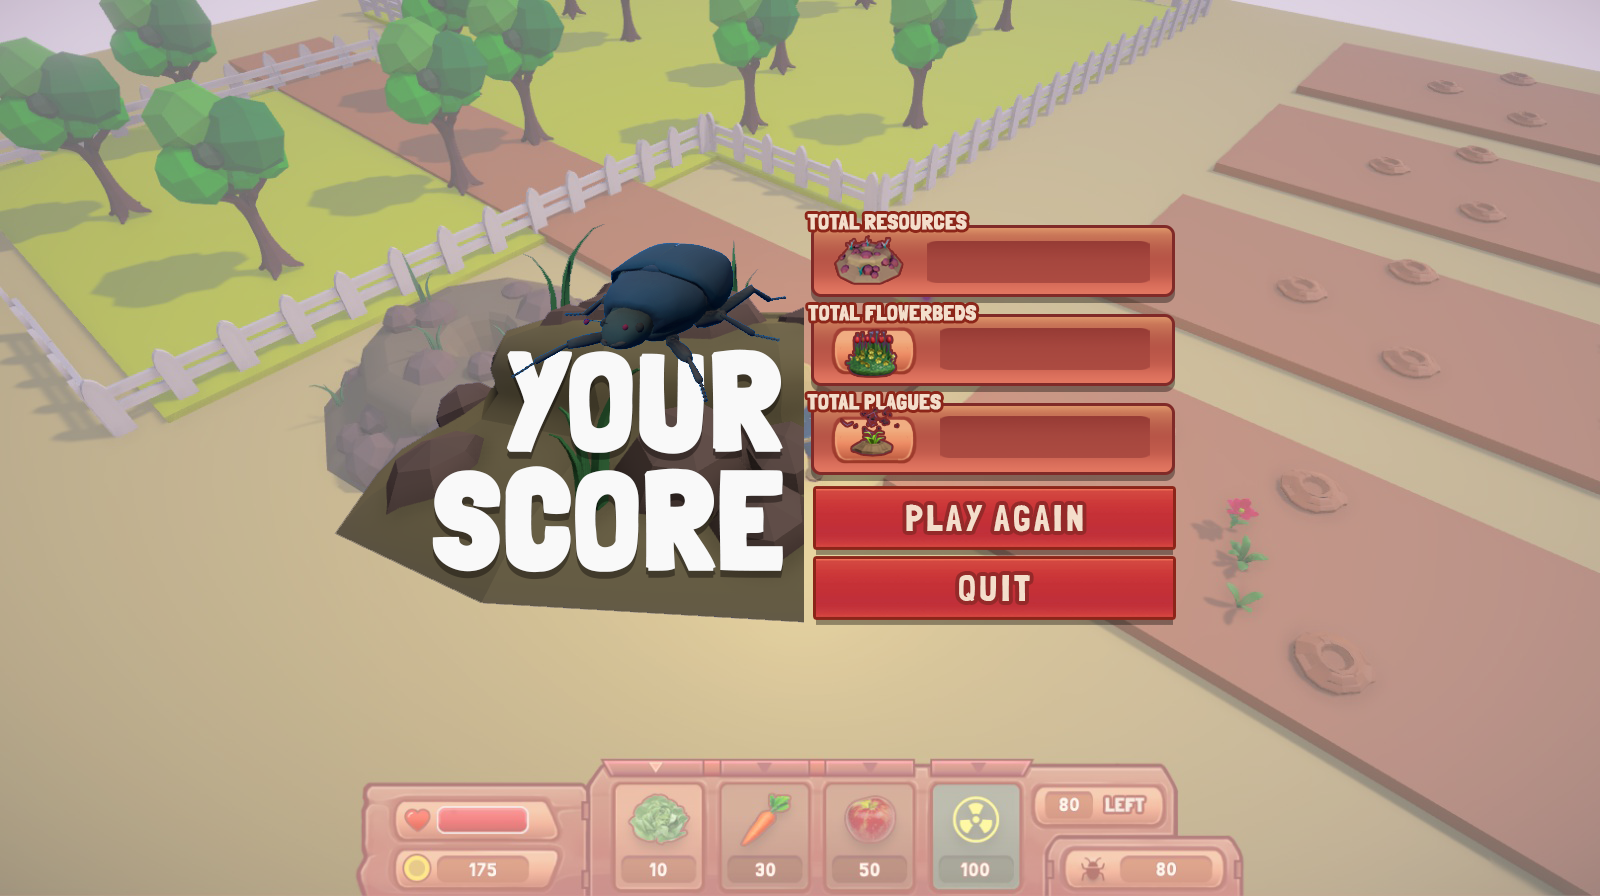 YOUR
SCORE
TOTAL RESOURCES
TOTAL FLOWERBEDS
TOTAL PLAGUES
PLAY AGAIN
QUIT
175
10
30
50
100
80 LEFT
80